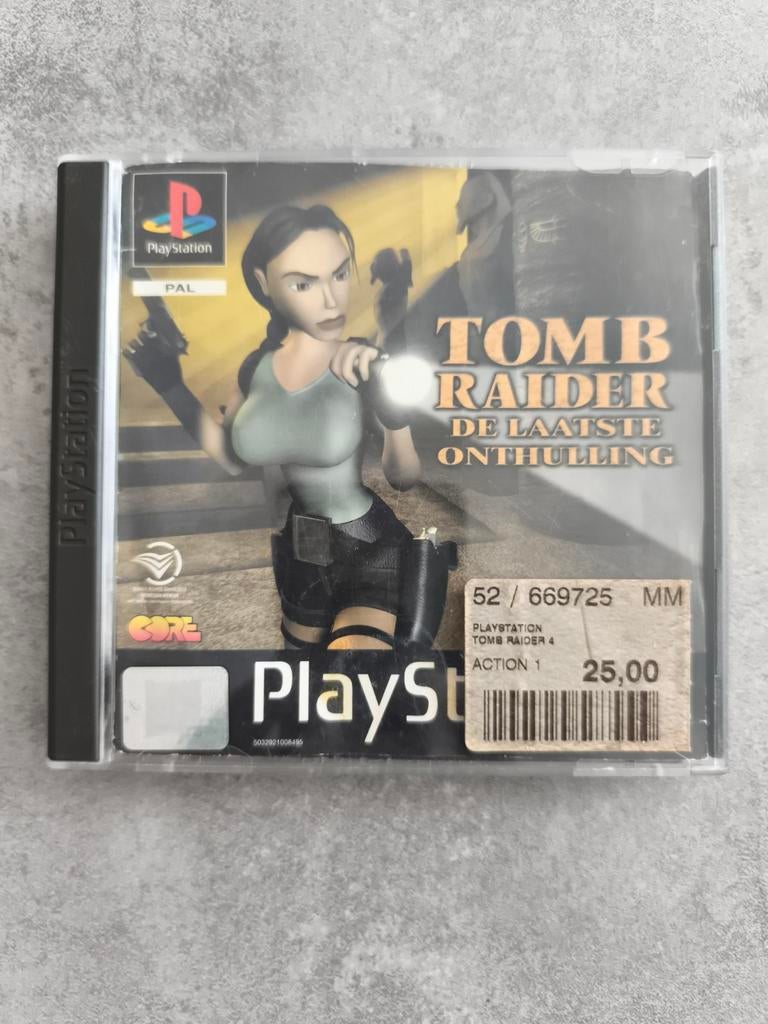 PlayStation
PlayStation
PAL
TOMB
RAIDER
DE LAATSTE
ONTHULLING
CORE
52 / 669725 MM
PLAYSTATION
TOMB RAIDER 4
ACTION 1 25,00
PlaySt
5032921008495